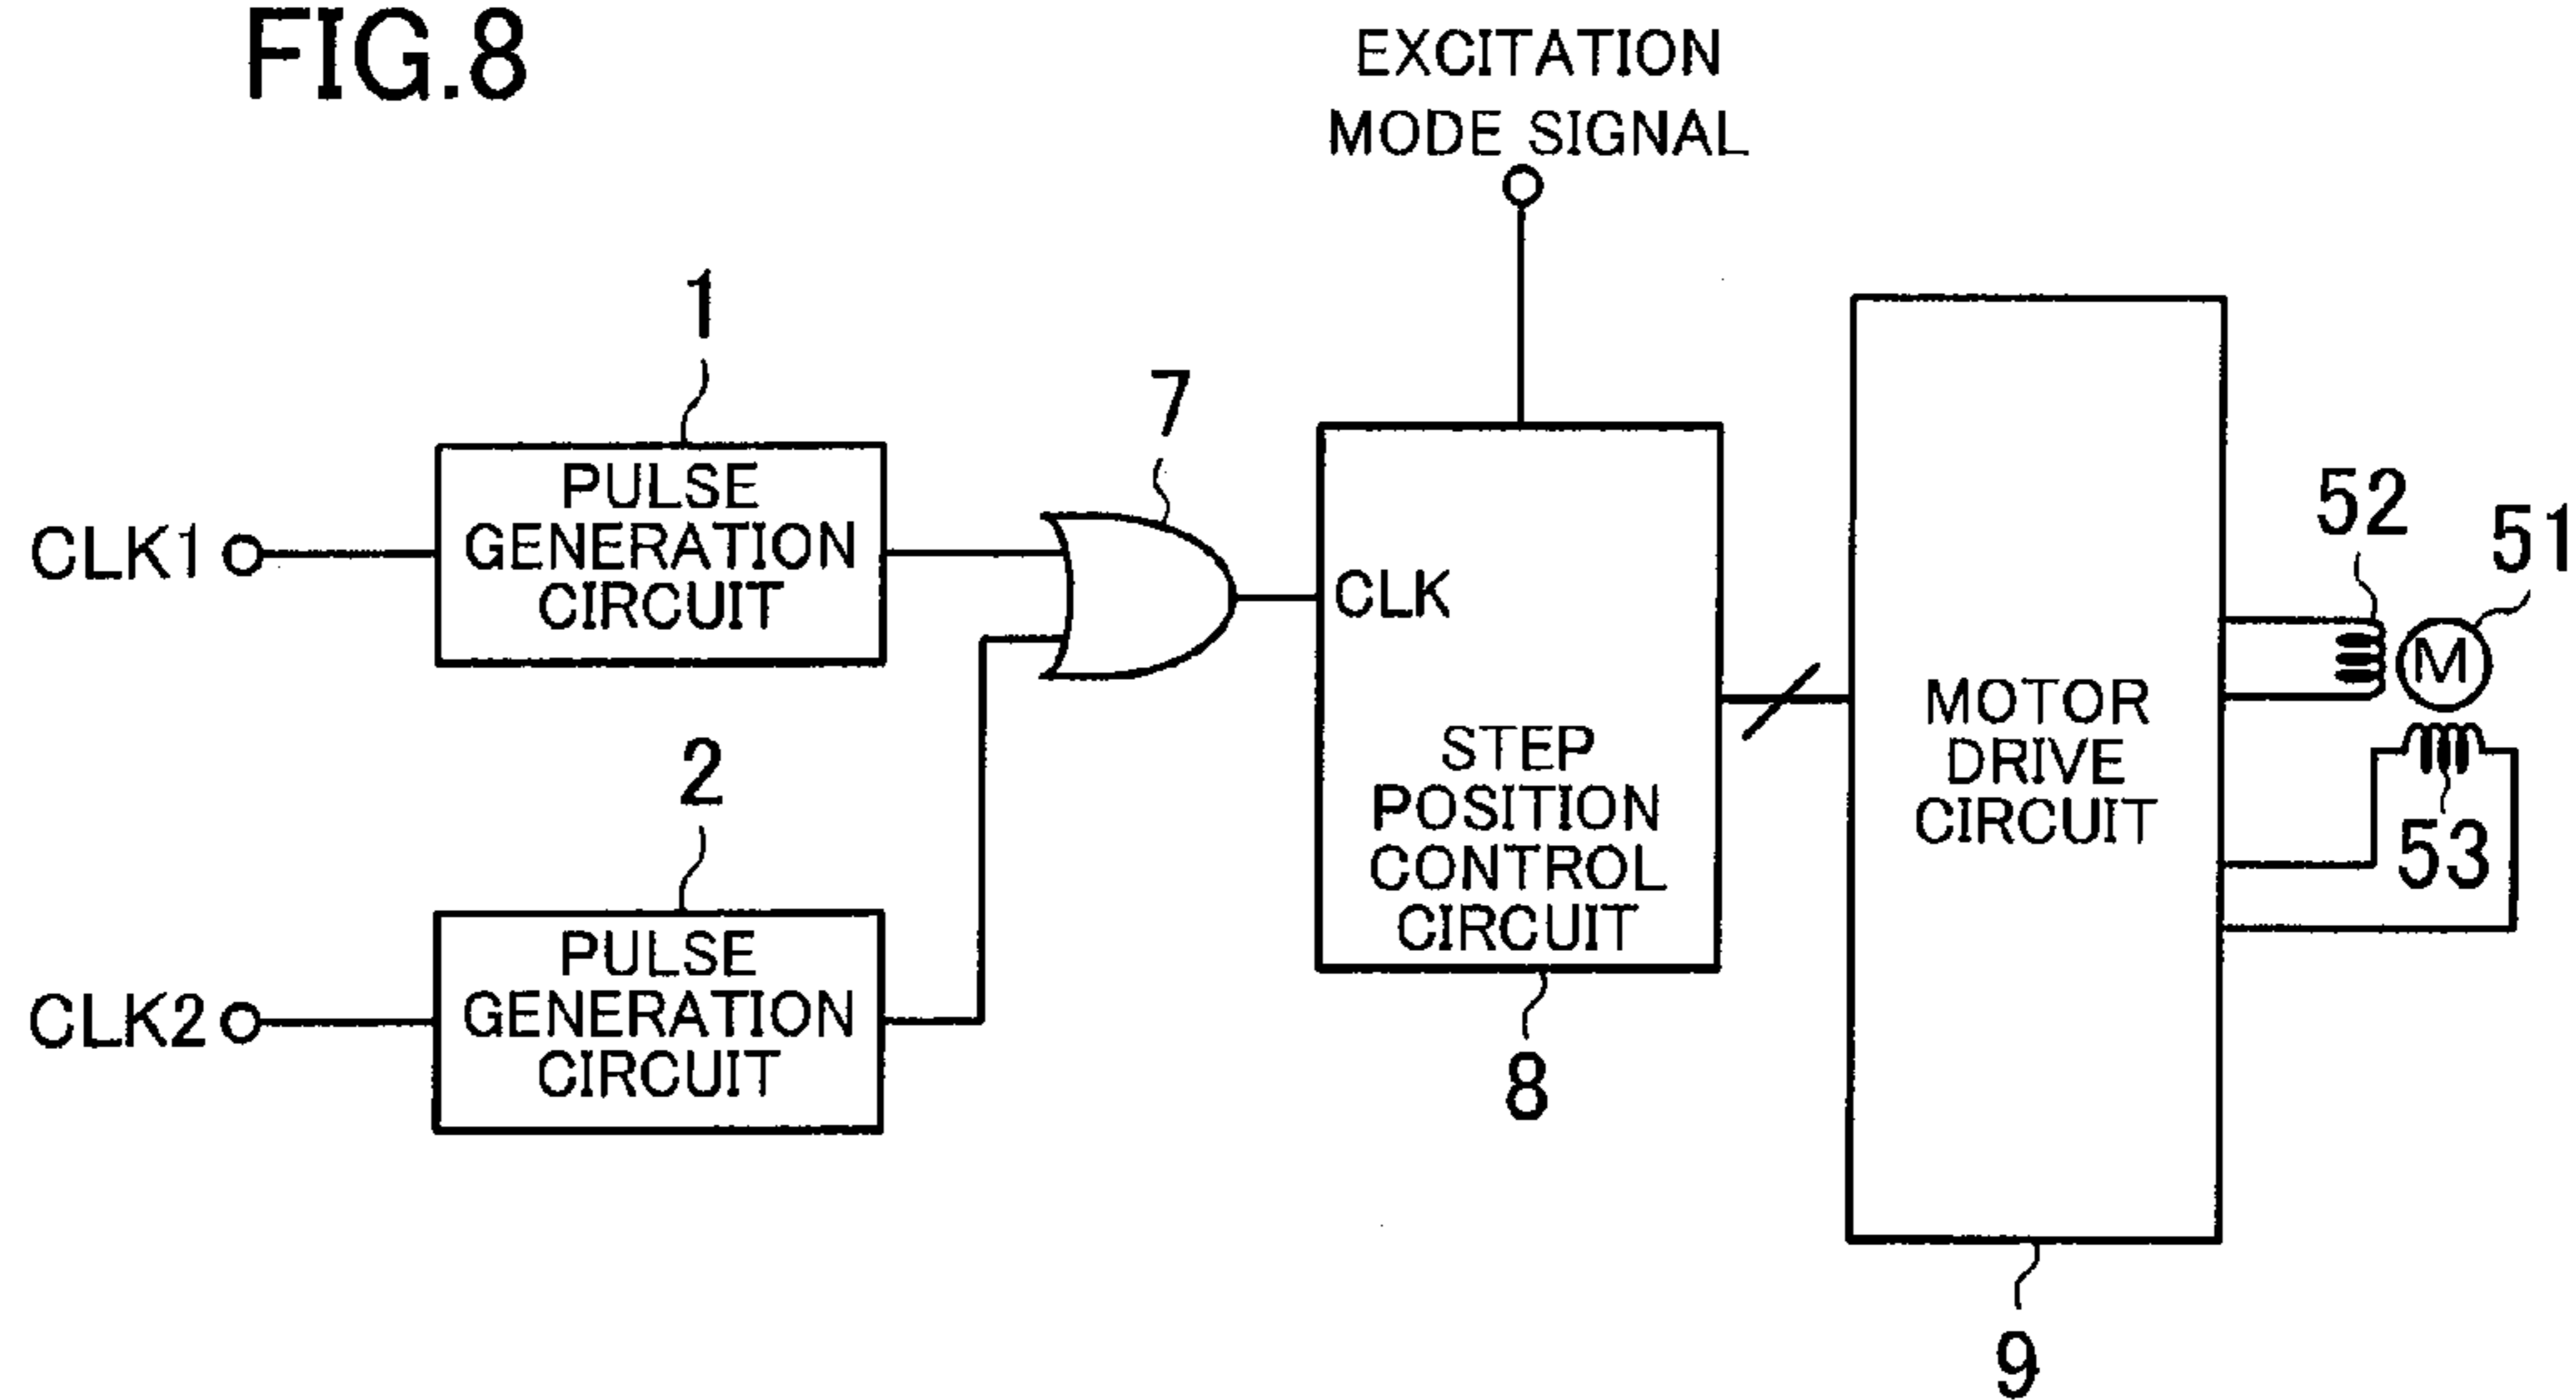 FIG.8
EXCITATION
MODE SIGNAL
1
7
CLK1
PULSE
GENERATION
CIRCUIT
CLK
52
51
M
2
STEP
POSITION
CONTROL
CIRCUIT
MOTOR
DRIVE
CIRCUIT
53
CLK2
PULSE
GENERATION
CIRCUIT
8
9